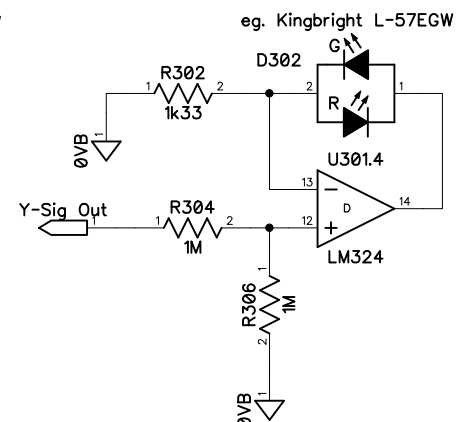 eg. Kingbright L-57EGW
G
D302
R302
1
2
2
1
1k33
R
1
0VB
U301.4
13
14
Y-Sig Out
R304
D
1
1
2
12
1M
LM324
1
R306
1M
2
1
0VB